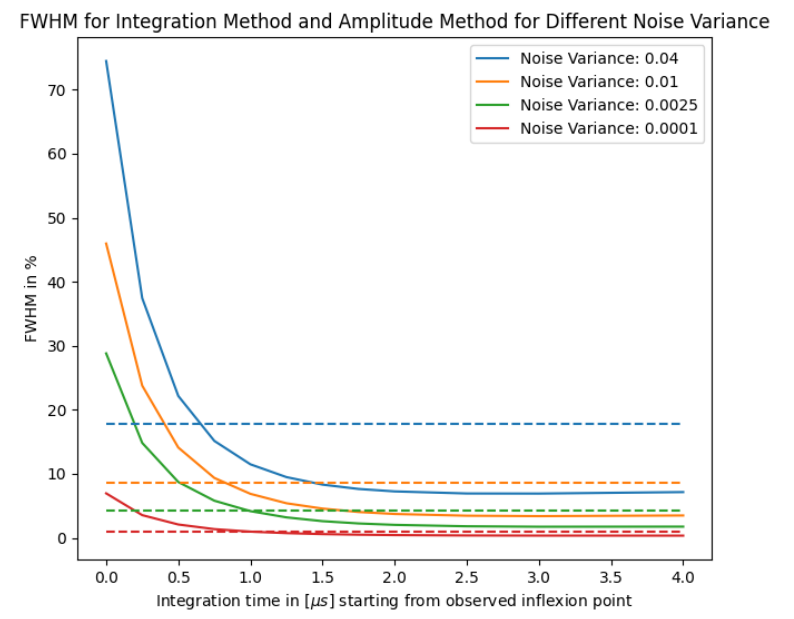 FWHM for Integration Method and Amplitude Method for Different Noise Variance
Noise Variance: 0.04
Noise Variance: 0.01
Noise Variance: 0.0025
Noise Variance: 0.0001
70
60
50
40
30
20
10
0
FWHM in %
0.0 0.5 1.0 1.5 2.0 2.5 3.0 3.5 4.0
Integration time in [μs] starting from observed inflexion point